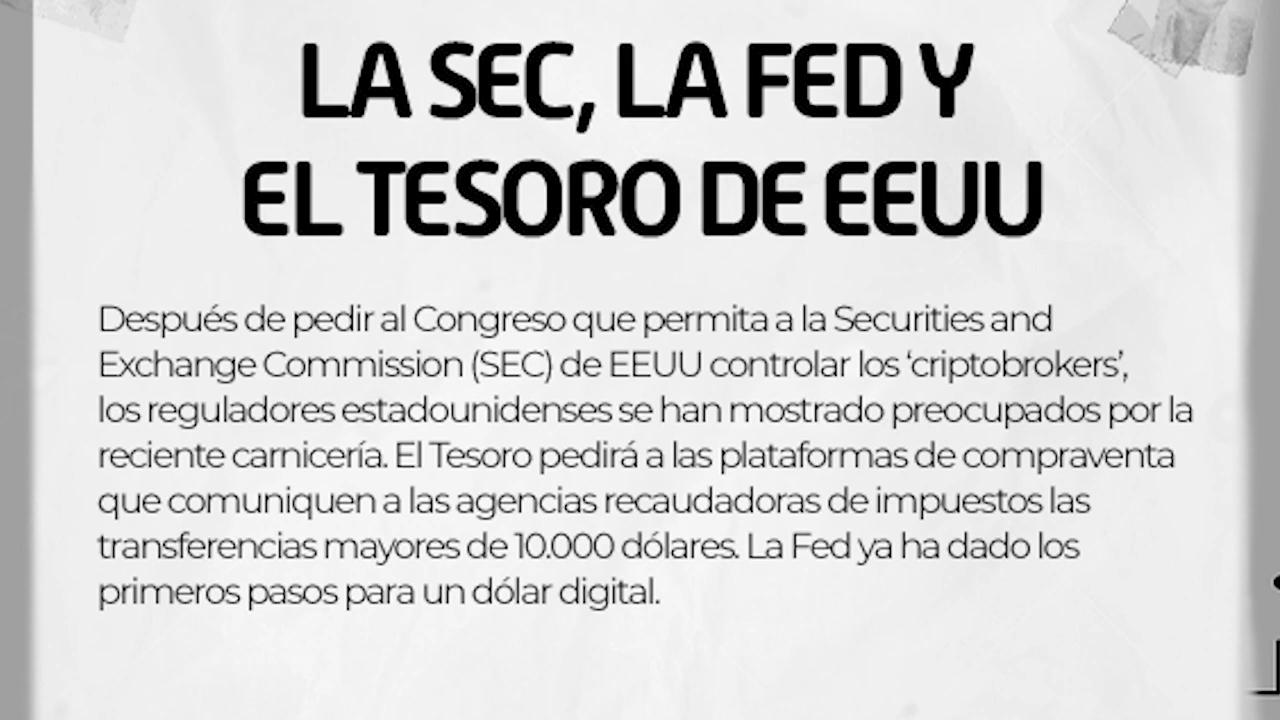 LA SEC, LA FED Y
EL TESORO DE EEUU
Después de pedir al Congreso que permita a la Securities and
Exchange Commission (SEC) de EEUU controlar los ‘criptobrokers’,
los reguladores estadounidenses se han mostrado preocupados por la
reciente carnicería. El Tesoro pedirá a las plataformas de compraventa
que comuniquen a las agencias recaudadoras de impuestos las
transferencias mayores de 10.000 dólares. La Fed ya ha dado los
primeros pasos para un dólar digital.